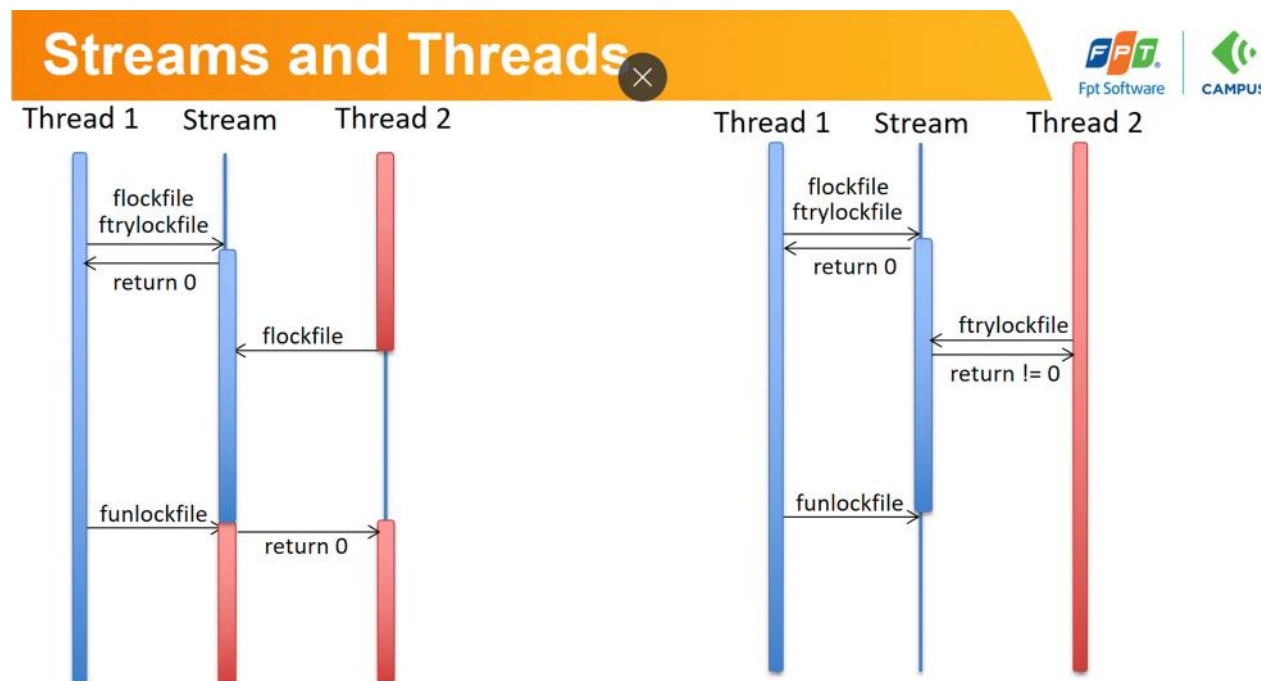 Streams and Threads
FPT.
Fpt Software
CAMPUS
Thread 1 Stream Thread 2
flockfile
ftrylockfile
return 0
flockfile
funlockfile
return 0
Thread 1 Stream Thread 2
flockfile
ftrylockfile
return 0
ftrylockfile
return != 0
funlockfile